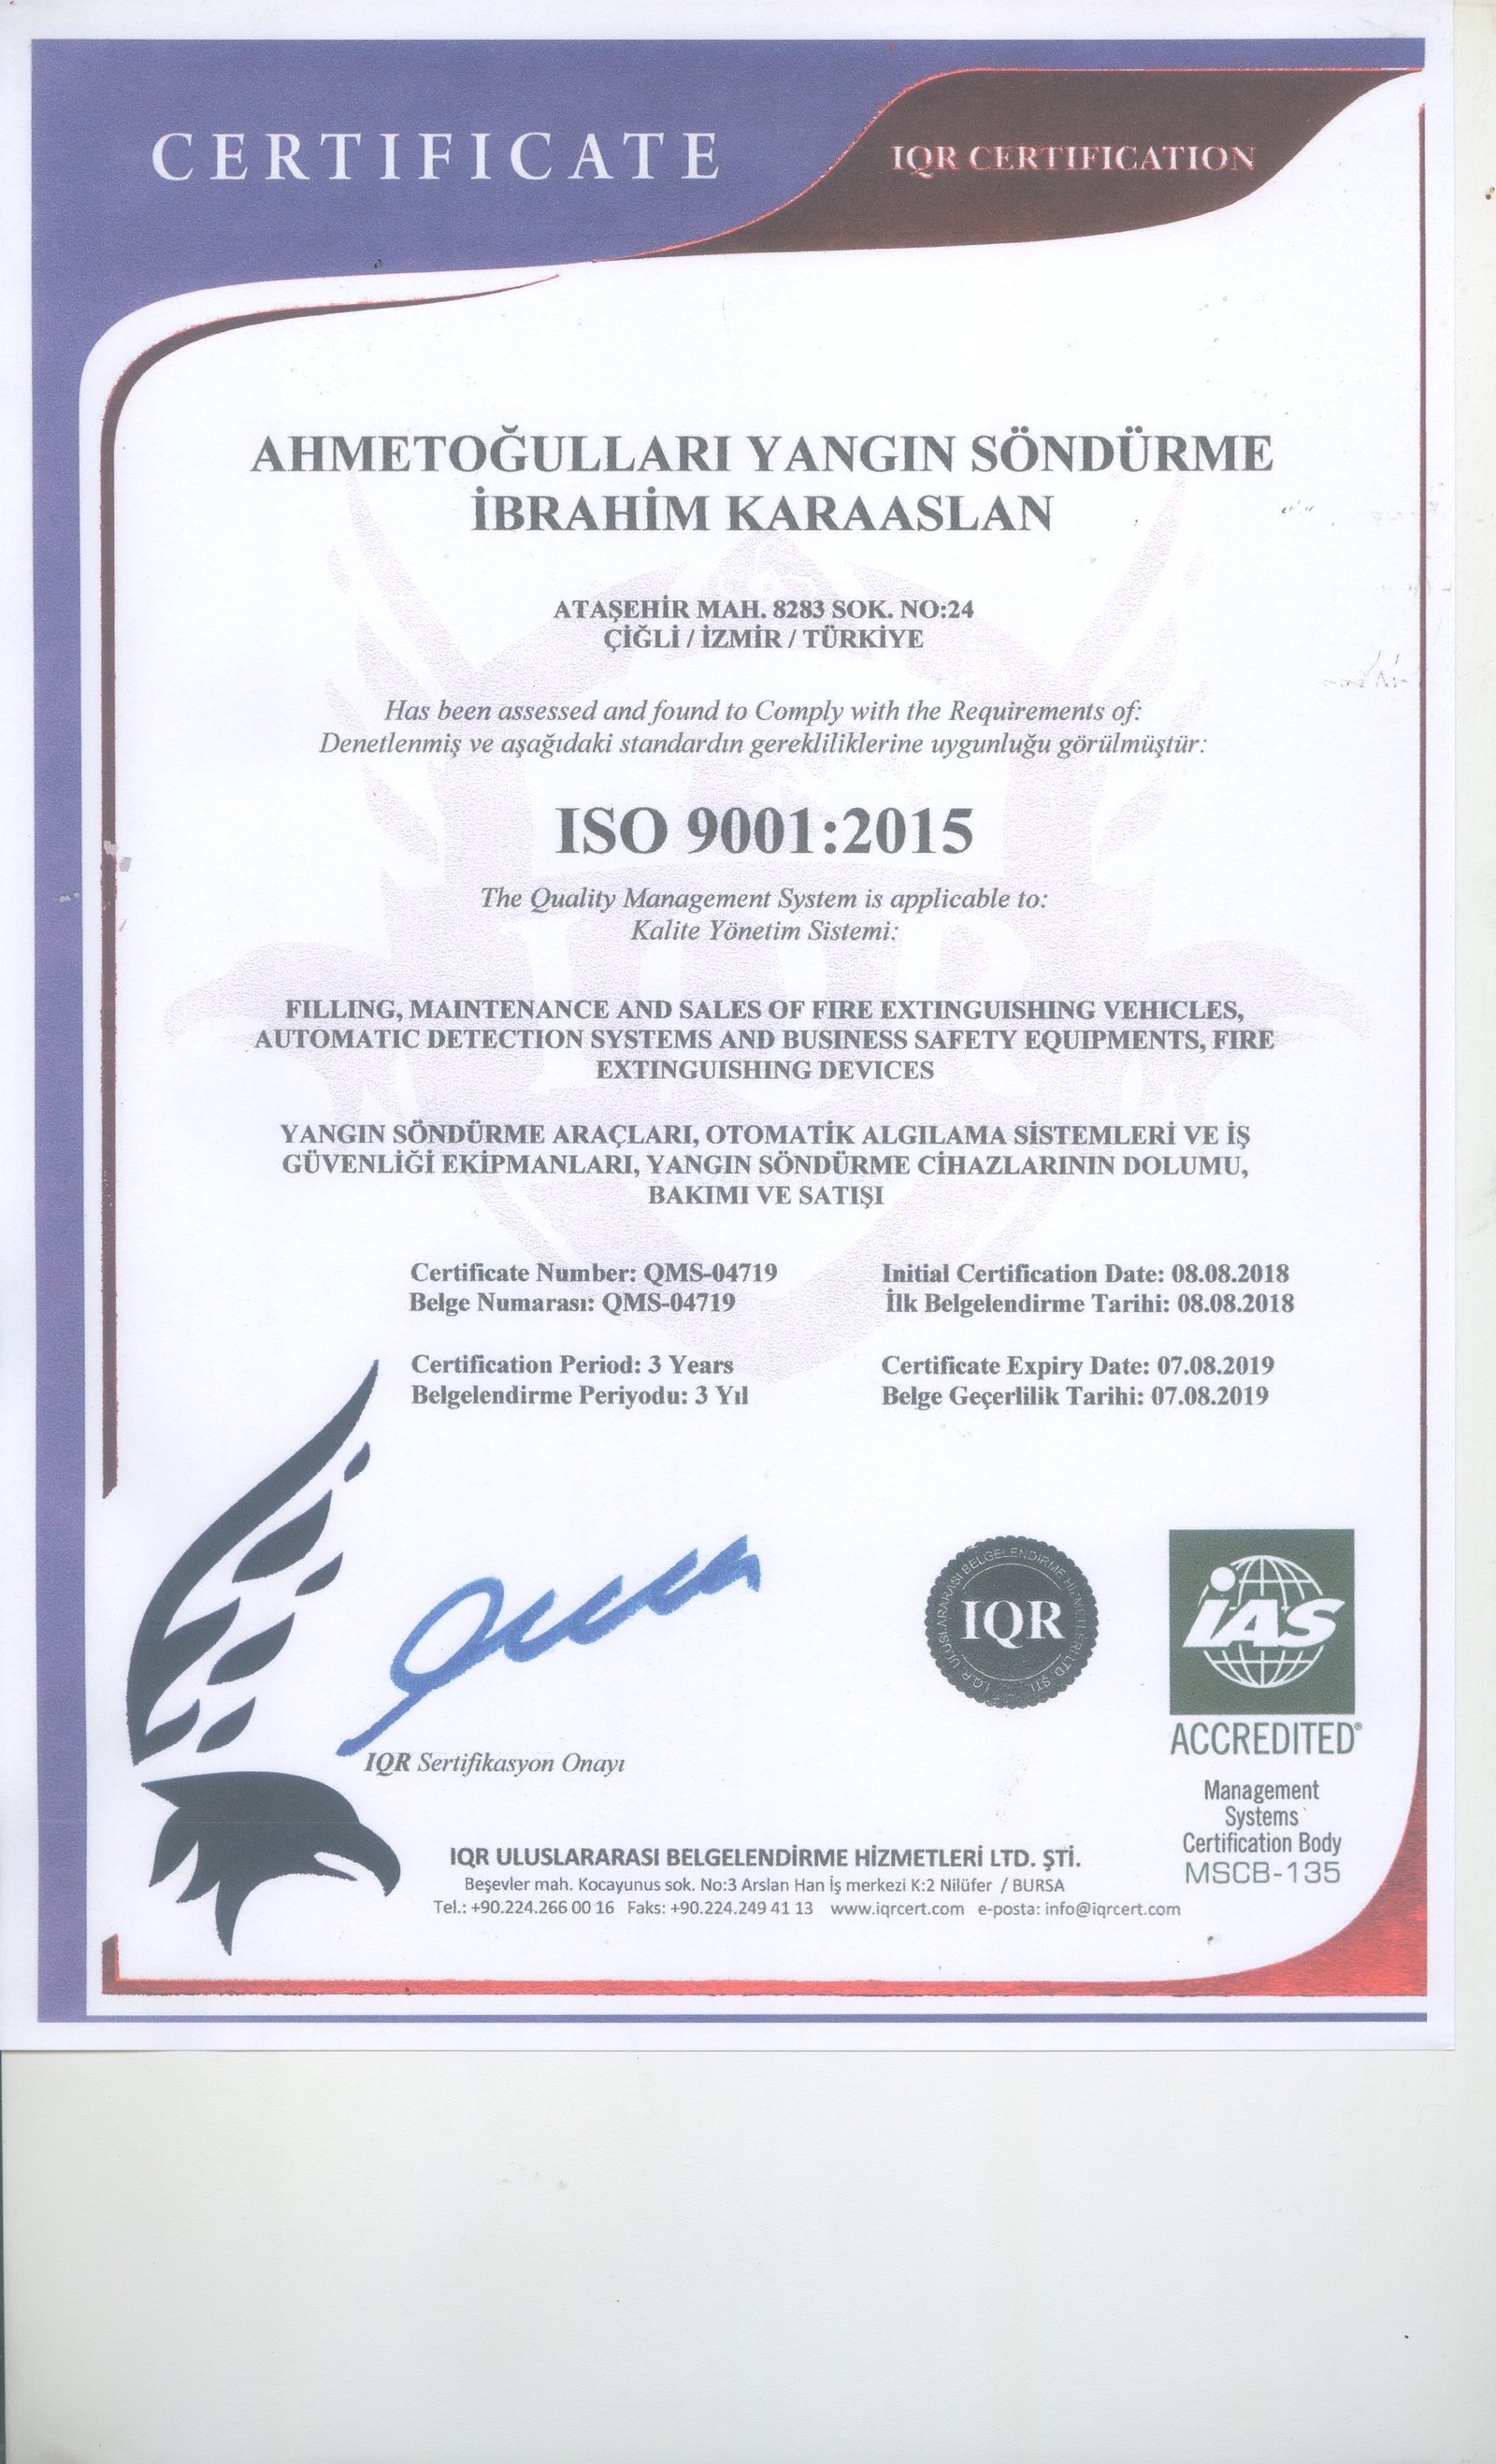 CERTIFICATE
IQR CERTIFICATION
AHMETOĞULLARI YANGIN SÖNDÜRME
İBRAHİM KARAASLAN
ATAŞEHİR MAH. 8283 SOK. NO:24
ÇİĞLİ / İZMİR / TÜRKİYE
Has been assessed and found to Comply with the Requirements of:
Denetlenmiş ve aşağıdaki standardın gerekliliklerine uygunluğu görülmüştür:
ISO 9001:2015
The Quality Management System is applicable to:
Kalite Yönetim Sistemi:
FILLING, MAINTENANCE AND SALES OF FIRE EXTINGUISHING VEHICLES,
AUTOMATIC DETECTION SYSTEMS AND BUSINESS SAFETY EQUIPMENTS, FIRE
EXTINGUISHING DEVICES
YANGIN SÖNDÜRME ARAÇLARI, OTOMATİK ALGILAMA SİSTEMLERİ VE İŞ
GÜVENLİĞİ EKİPMANLARI, YANGIN SÖNDÜRME CİHAZLARININ DOLUMU,
BAKIMI VE SATIŞI
Certificate Number: QMS-04719
Belge Numarası: QMS-04719
Initial Certification Date: 08.08.2018
İlk Belgelendirme Tarihi: 08.08.2018
Certification Period: 3 Years
Belgelendirme Periyodu: 3 Yıl
Certificate Expiry Date: 07.08.2019
Belge Geçerlilik Tarihi: 07.08.2019
IQR Sertifikasyon Onayı
I.Q.R ULUSLARARASI BELGELENDİRME HİZMETLERİ LTD. ŞTİ.
IQR
IAS
ACCREDITED®
Management
Systems
Certification Body
MSCB-135
IQR ULUSLARARASI BELGELENDİRME HİZMETLERİ LTD. ŞTİ.
Beşevler mah. Kocayunus sok. No:3 Arslan Han İş merkezi K:2 Nilüfer / BURSA
Tel.: +90.224.266 00 16 Faks: +90.224.249 41 13 www.iqrcert.com e-posta: info@iqrcert.com